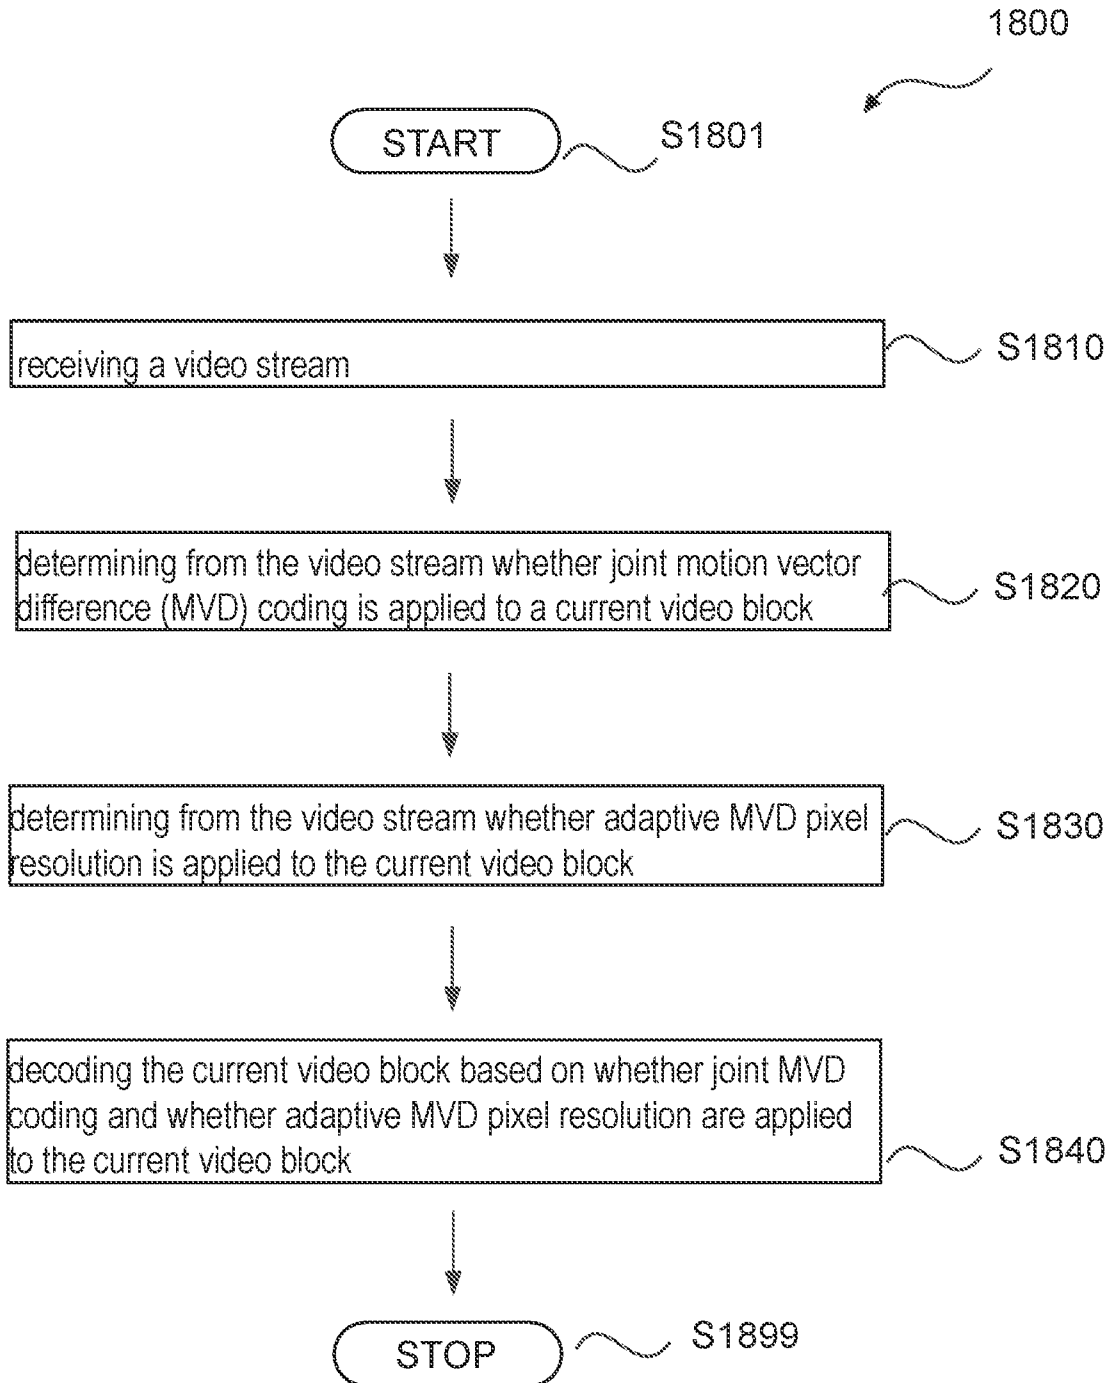 1800
START
S1801
receiving a video stream
S1810
determining from the video stream whether joint motion vector
difference (MVD) coding is applied to a current video block
S1820
determining from the video stream whether adaptive MVD pixel
resolution is applied to the current video block
S1830
decoding the current video block based on whether joint MVD
coding and whether adaptive MVD pixel resolution are applied
to the current video block
S1840
STOP
S1899